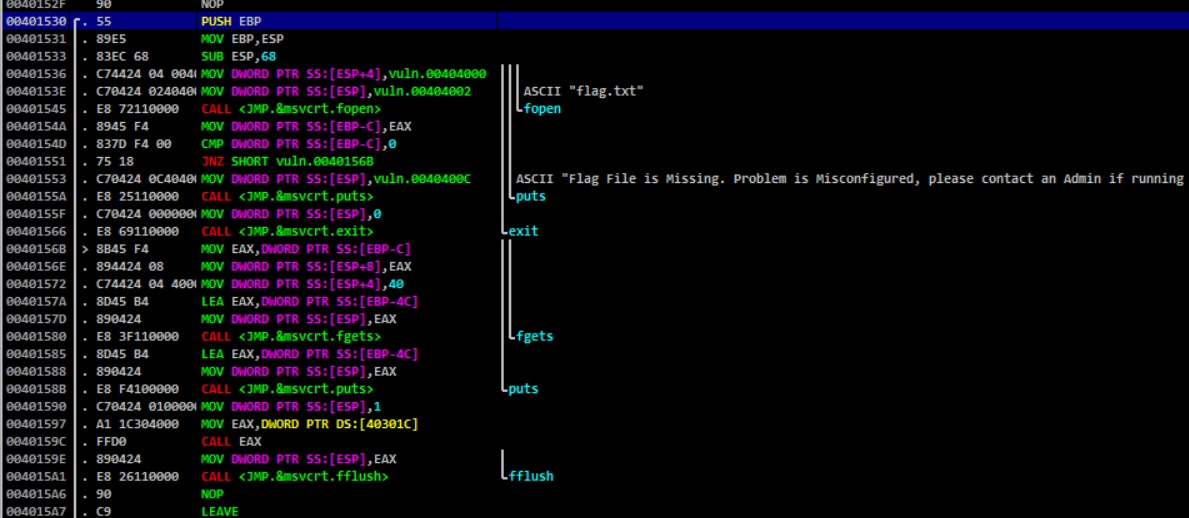 0040152F 90 NOP
00401530 . 55 PUSH EBP
00401531 . 89E5 MOV EBP,ESP
00401533 . 83EC 68 SUB ESP,68
00401536 . C74424 04 004 MOV DWORD PTR SS:[ESP+4],vuln.00404000
0040153E . C70424 024040 MOV DWORD PTR SS:[ESP],vuln.00404002 ASCII "flag.txt"
00401545 . E8 72110000 CALL <JMP.&msvcrt.fopen> fopen
0040154A . 8945 F4 MOV DWORD PTR SS:[EBP-C],EAX
0040154D . 837D F4 00 CMP DWORD PTR SS:[EBP-C],0
00401551 . 75 18 JNZ SHORT vuln.0040156B
00401553 . C70424 0C4040 MOV DWORD PTR SS:[ESP],vuln.0040400C ASCII "Flag File is Missing. Problem is Misconfigured, please contact an Admin if running
0040155A . E8 25110000 CALL <JMP.&msvcrt.puts> puts
0040155F . C70424 000000 MOV DWORD PTR SS:[ESP],0
00401566 . E8 69110000 CALL <JMP.&msvcrt.exit> exit
0040156B > 8B45 F4 MOV EAX,DWORD PTR SS:[EBP-C]
0040156E . 894424 08 MOV DWORD PTR SS:[ESP+8],EAX
00401572 . C74424 04 400 MOV DWORD PTR SS:[ESP+4],40
0040157A . 8D45 B4 LEA EAX,DWORD PTR SS:[EBP-4C]
0040157D . 890424 MOV DWORD PTR SS:[ESP],EAX
00401580 . E8 3F110000 CALL <JMP.&msvcrt.fgets> fgets
00401585 . 8D45 B4 LEA EAX,DWORD PTR SS:[EBP-4C]
00401588 . 890424 MOV DWORD PTR SS:[ESP],EAX
0040158B . E8 F4100000 CALL <JMP.&msvcrt.puts> puts
00401590 . C70424 010000 MOV DWORD PTR SS:[ESP],1
00401597 . A1 1C304000 MOV EAX,DWORD PTR DS:[40301C]
0040159C . FFD0 CALL EAX
0040159E . 890424 MOV DWORD PTR SS:[ESP],EAX
004015A1 . E8 26110000 CALL <JMP.&msvcrt.fflush> fflush
004015A6 . 90 NOP
004015A7 . C9 LEAVE